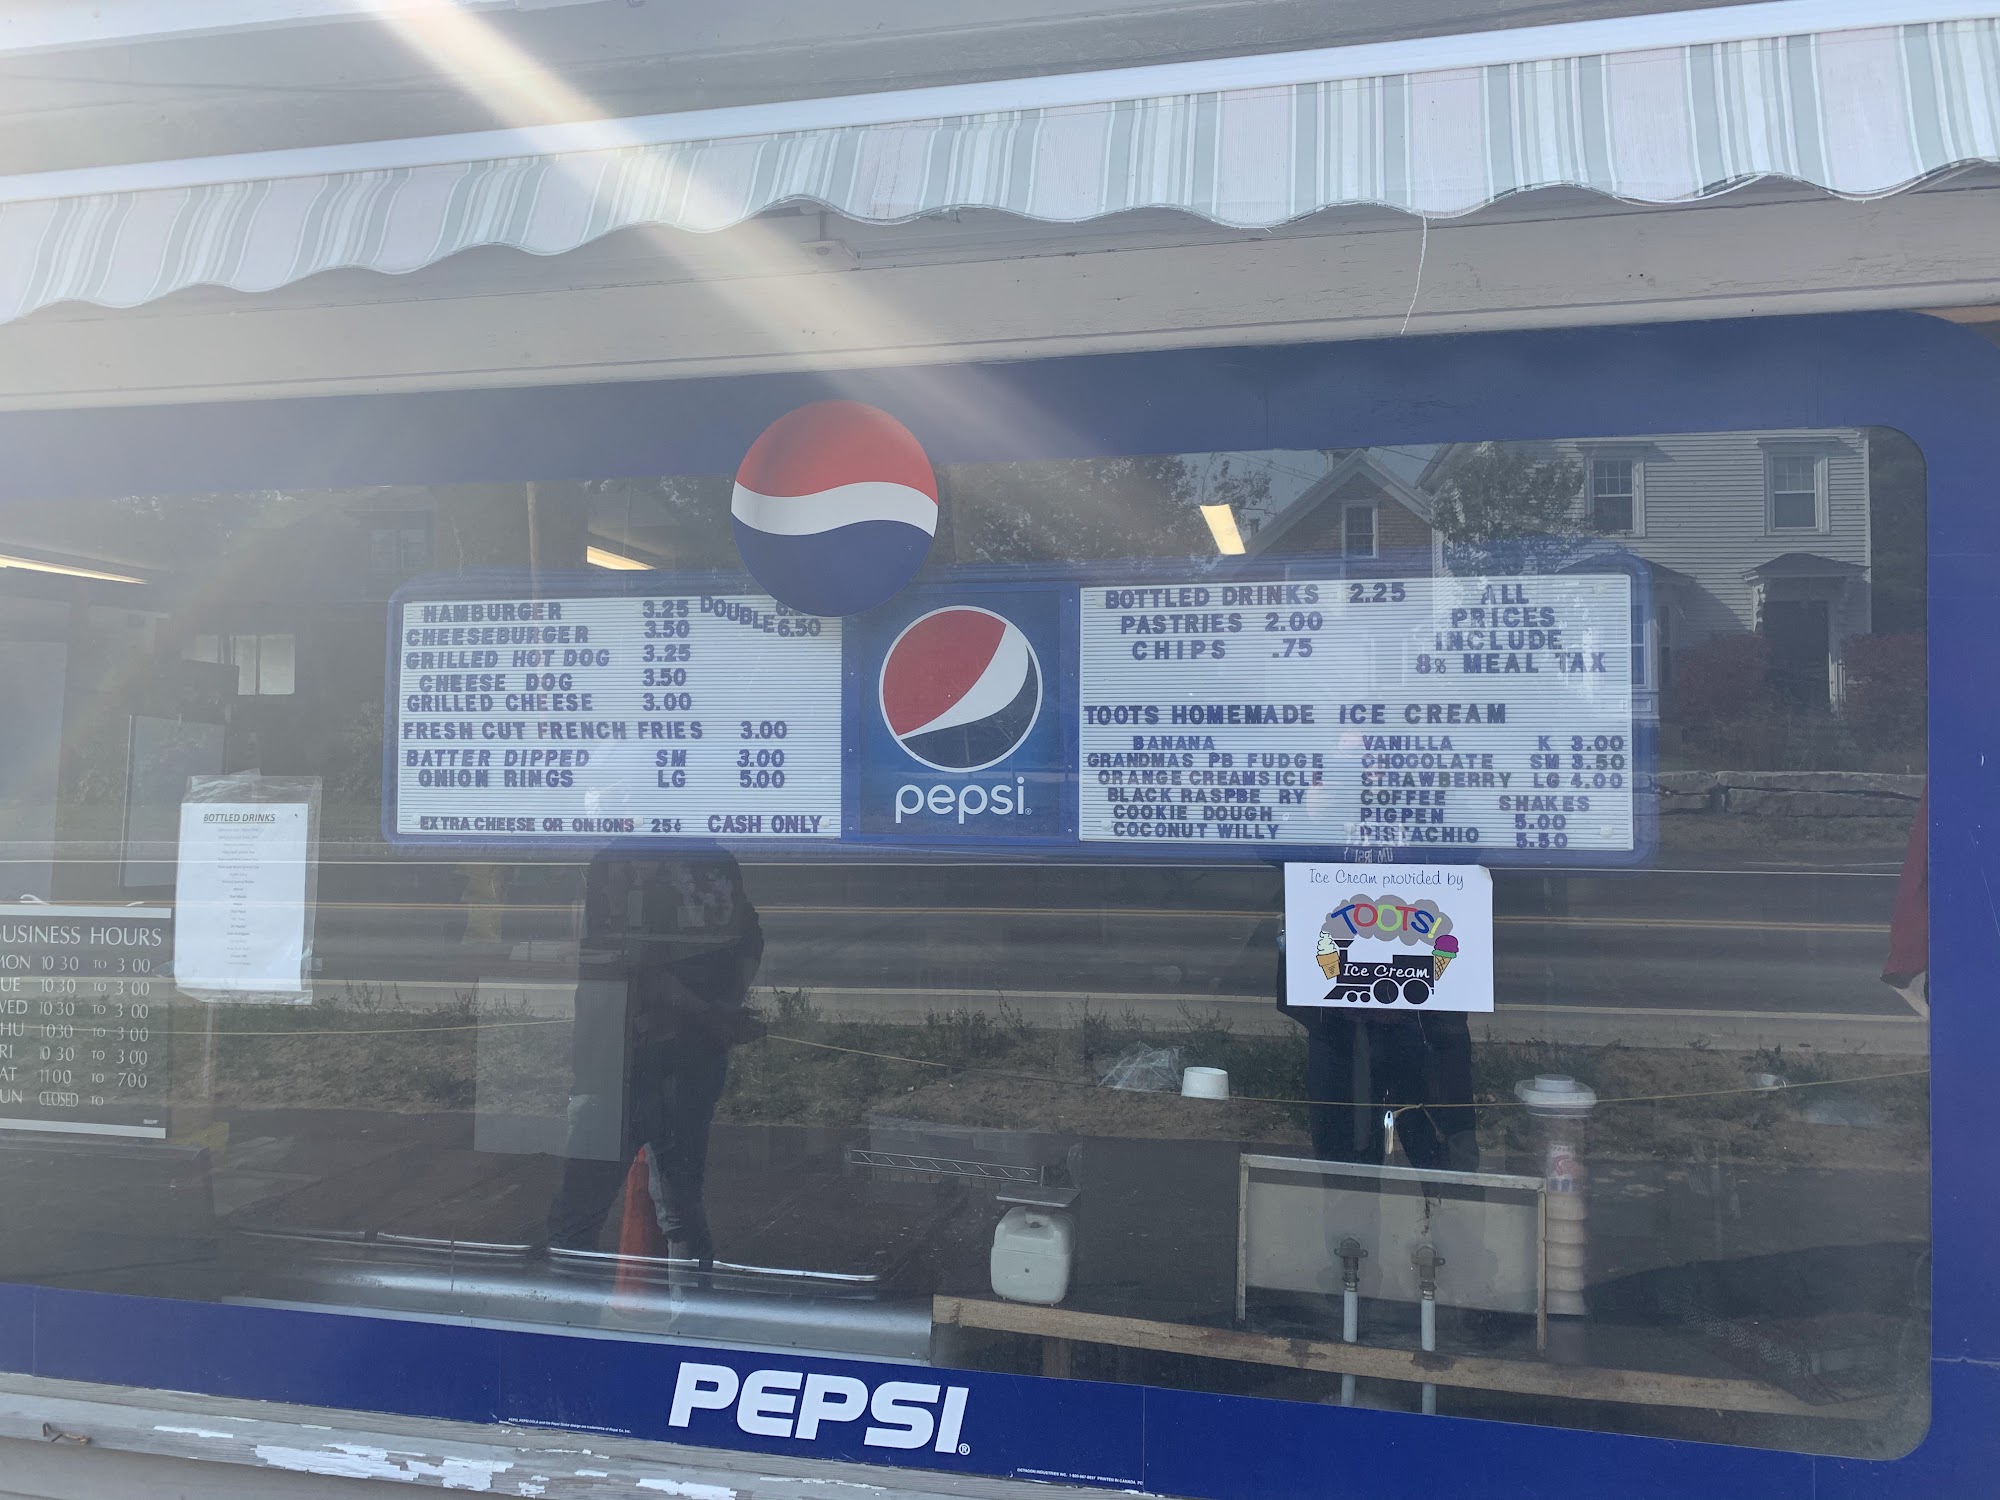 HAMBURGER 3.25 DOUBLE
CHEESEBURGER 3.50 6.50
GRILLED HOT DOG 3.25
CHEESE DOG 3.50
GRILLED CHEESE 3.00
FRESH CUT FRENCH FRIES 3.00
BATTER DIPPED SM 3.00
ONION RINGS LG 5.00
EXTRA CHEESE OR ONIONS 25¢ CASH ONLY
pepsi
BOTTLED DRINKS 2.25
PASTRIES 2.00
CHIPS .75
ALL
PRICES
INCLUDE
8% MEAL TAX
TOOTS HOMEMADE ICE CREAM
BANANA VANILLA K 3.00
GRANDMAS PB FUDGE CHOCOLATE SM 3.50
ORANGE CREAMSICLE STRAWBERRY LG 4.00
BLACK RASPBE RY COFFEE SHAKES
COOKIE DOUGH PIGPEN 5.00
COCONUT WILLY PISTACHIO 5.50
Ice Cream provided by
TOOTS!
Ice Cream
BOTTLED DRINKS
USINESS HOURS
MON 10 30 TO 3 00
UE 10 30 TO 3 00
WED 10 30 TO 3 00
HU 10 30 TO 3 00
RI 10 30 TO 3 00
AT 11 00 TO 7 00
UN CLOSED TO
PEPSI